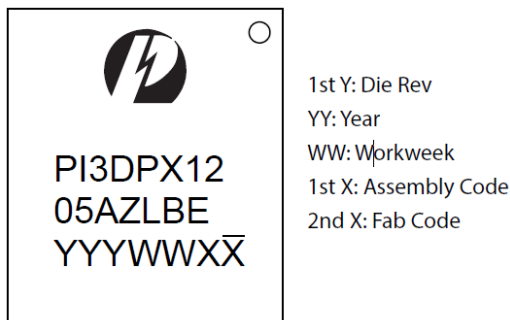 PI3DPX12
05AZLBE
YYYWWXX̅
1st Y: Die Rev
YY: Year
WW: Workweek
1st X: Assembly Code
2nd X: Fab Code